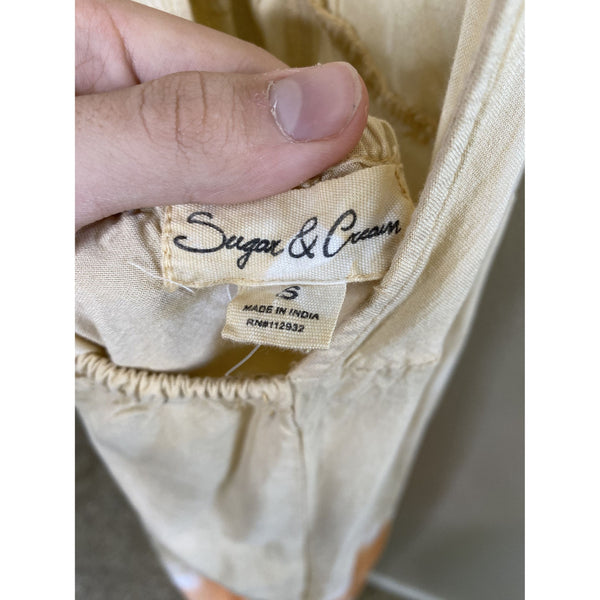 Sugar & Cream
S
MADE IN INDIA
RN#112932